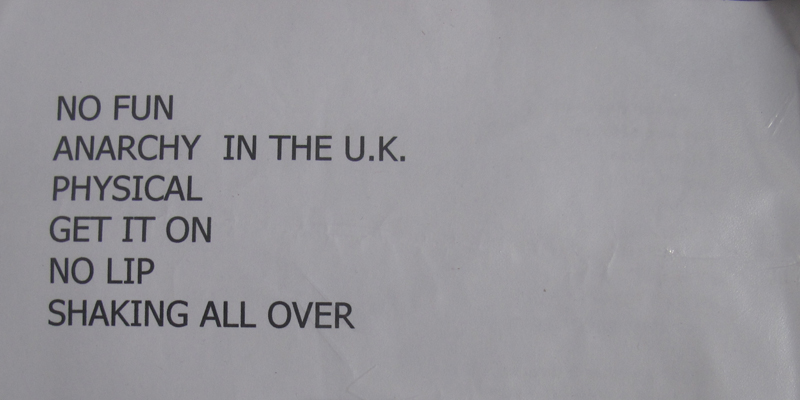 NO FUN
ANARCHY  IN THE U.K.
PHYSICAL
GET IT ON
NO LIP
SHAKING ALL OVER